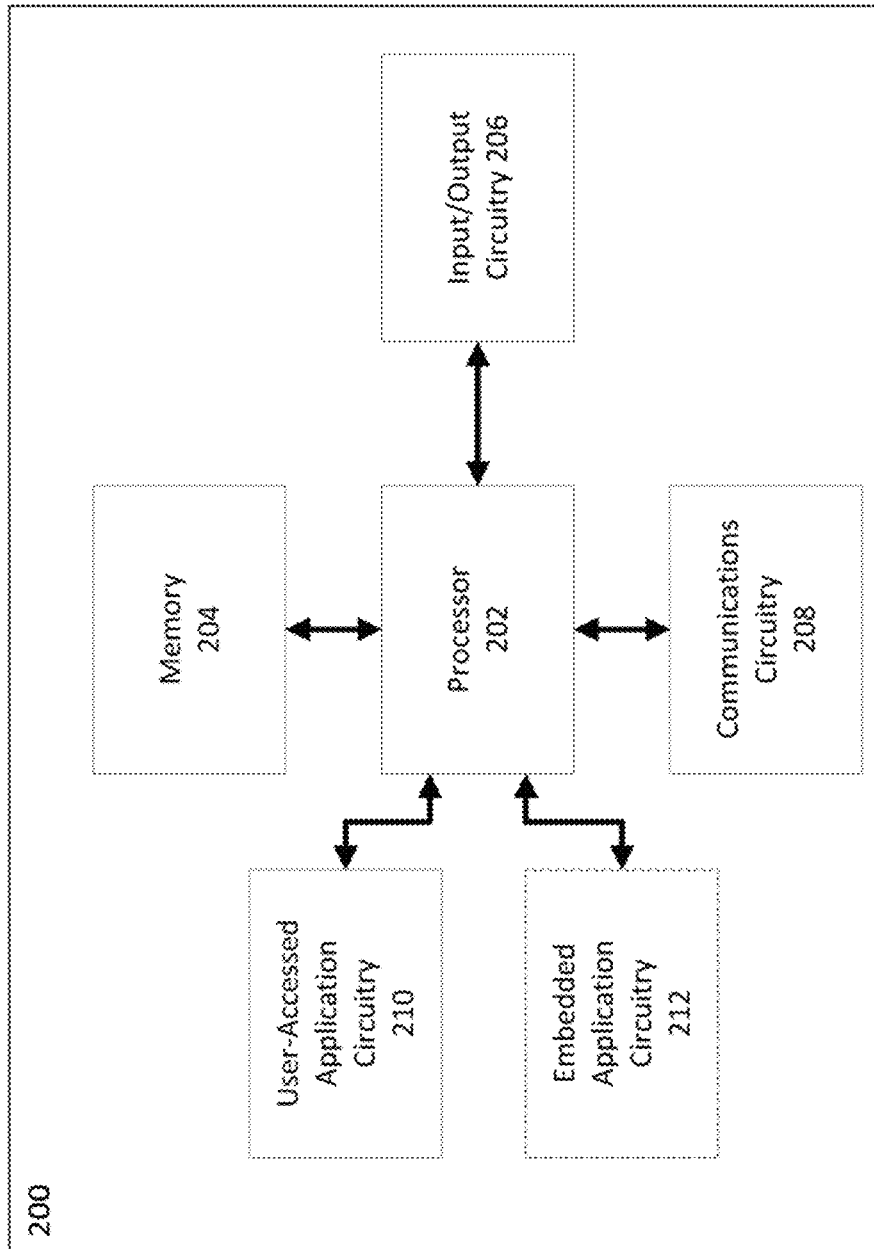 200
Memory
204
User-Accessed
Application
Circuitry
210
Processor
202
Input/Output
Circuitry 206
Embedded
Application
Circuitry
212
Communications
Circuitry
208